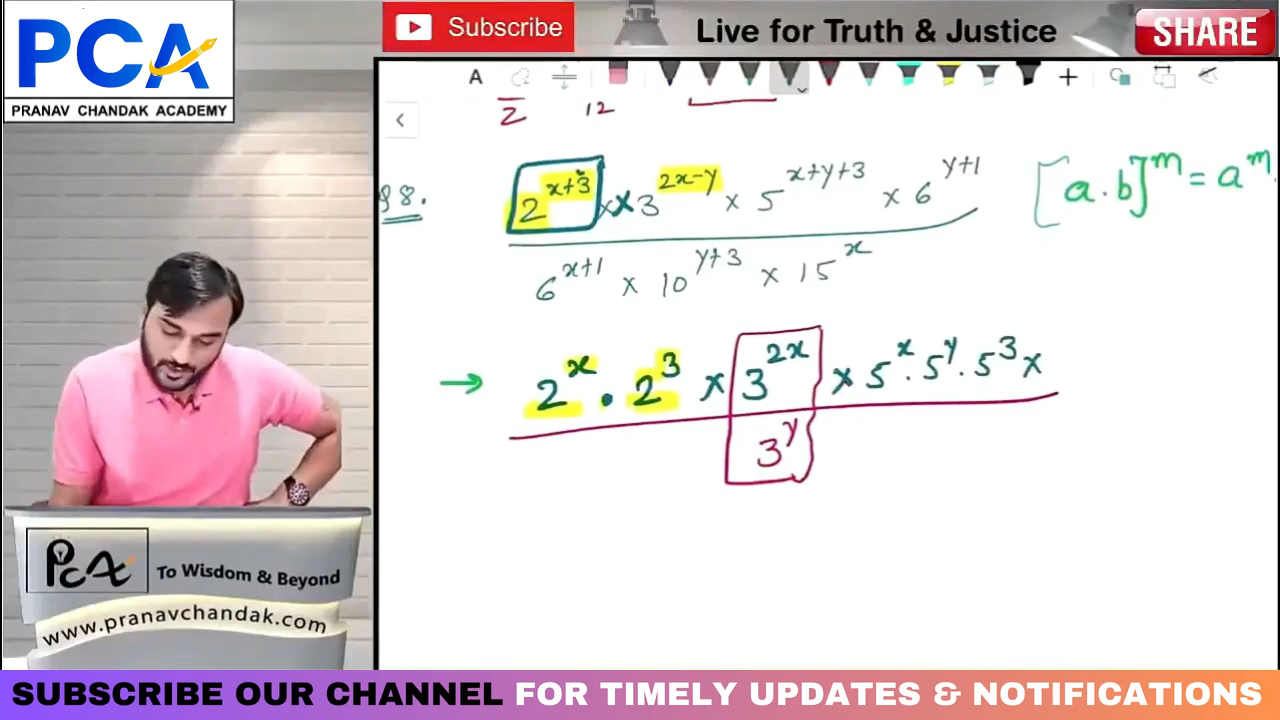 PCA
PRANAV CHANDAK ACADEMY
Subscribe
Live for Truth & Justice
SHARE
A
2 12
98.
2^(x+3) × × 3^(2x-y) × 5^(x+y+3) × 6^(y+1)
6^(x+1) × 10^(y+3) × 15^x
[a.b]^m = a^m.
→ 2^x . 2^3 × 3^(2x) × 5^x . 5^y . 5^3 ×
3^y
PCA To Wisdom & Beyond
www.pranavchandak.com
SUBSCRIBE OUR CHANNEL FOR TIMELY UPDATES & NOTIFICATIONS